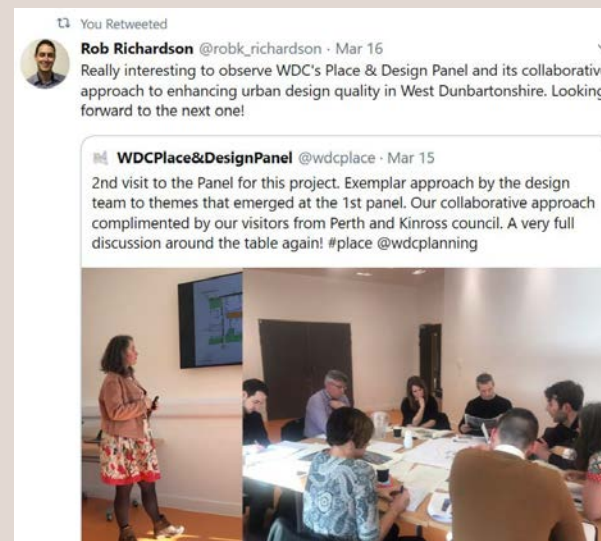 You Retweeted
Rob Richardson @robk_richardson · Mar 16
Really interesting to observe WDC's Place & Design Panel and its collaborative
approach to enhancing urban design quality in West Dunbartonshire. Looking
forward to the next one!
WDCPlace&DesignPanel @wdcplace · Mar 15
2nd visit to the Panel for this project. Exemplar approach by the design
team to themes that emerged at the 1st panel. Our collaborative approach
complimented by our visitors from Perth and Kinross council. A very full
discussion around the table again! #place @wdcplanning